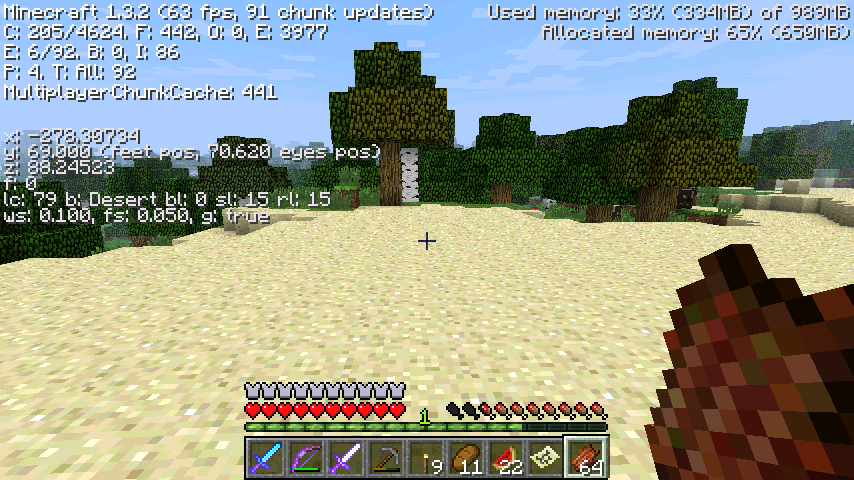 Minecraft 1.3.2 (63 fps, 91 chunk updates)
C: 205/4624, F: 442, O: 0, E: 3977
E: 6/92. B: 0, I: 86
P: 4. T: All: 92
MultiplayerChunkCache: 441
Used memory: 33% (334MB) of 989MB
Allocated memory: 65% (650MB)
x: -278.39734
y: 69.000 (feet pos, 70.620 eyes pos)
z: 88.24523
f: 0
lc: 79 b: Desert bl: 0 sl: 15 rl: 15
ws: 0.100, fs: 0.050, g: true
1
9 11 22 64